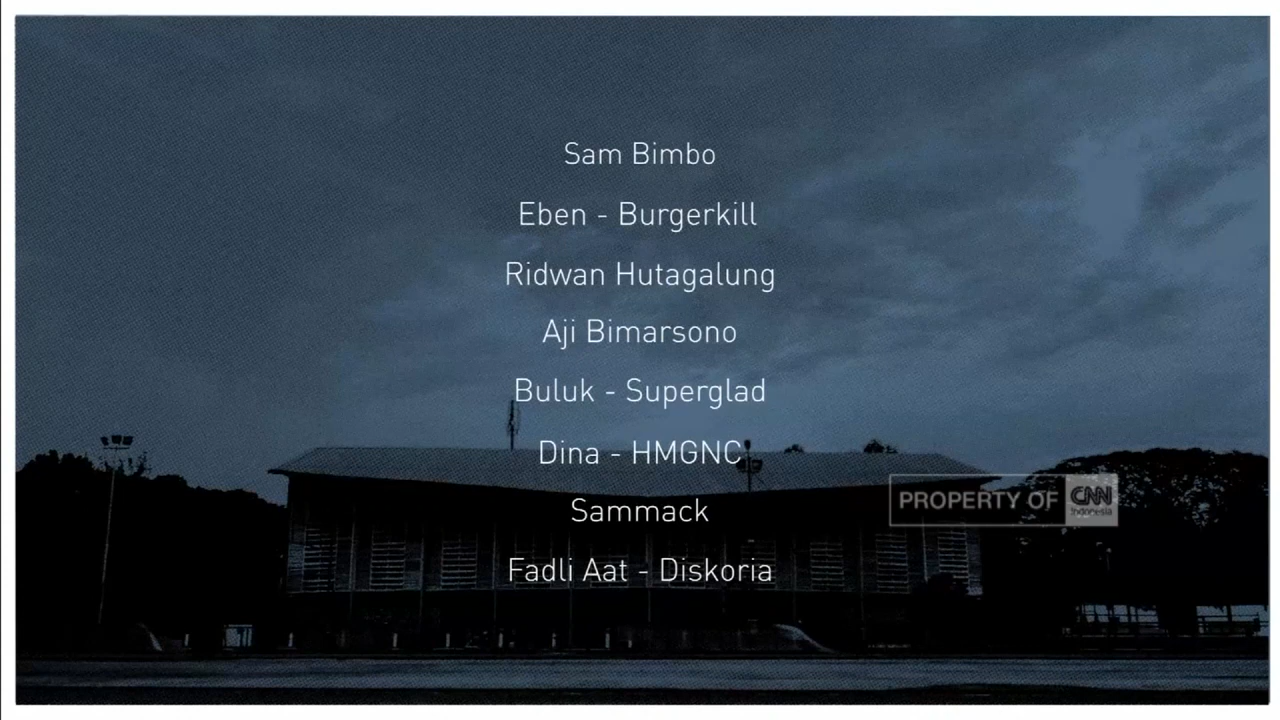 Sam Bimbo
Eben - Burgerkill
Ridwan Hutagalung
Aji Bimarsono
Buluk - Superglad
Dina - HMGNC
Sammack
Fadli Aat - Diskoria
PROPERTY OF CNN
Indonesia